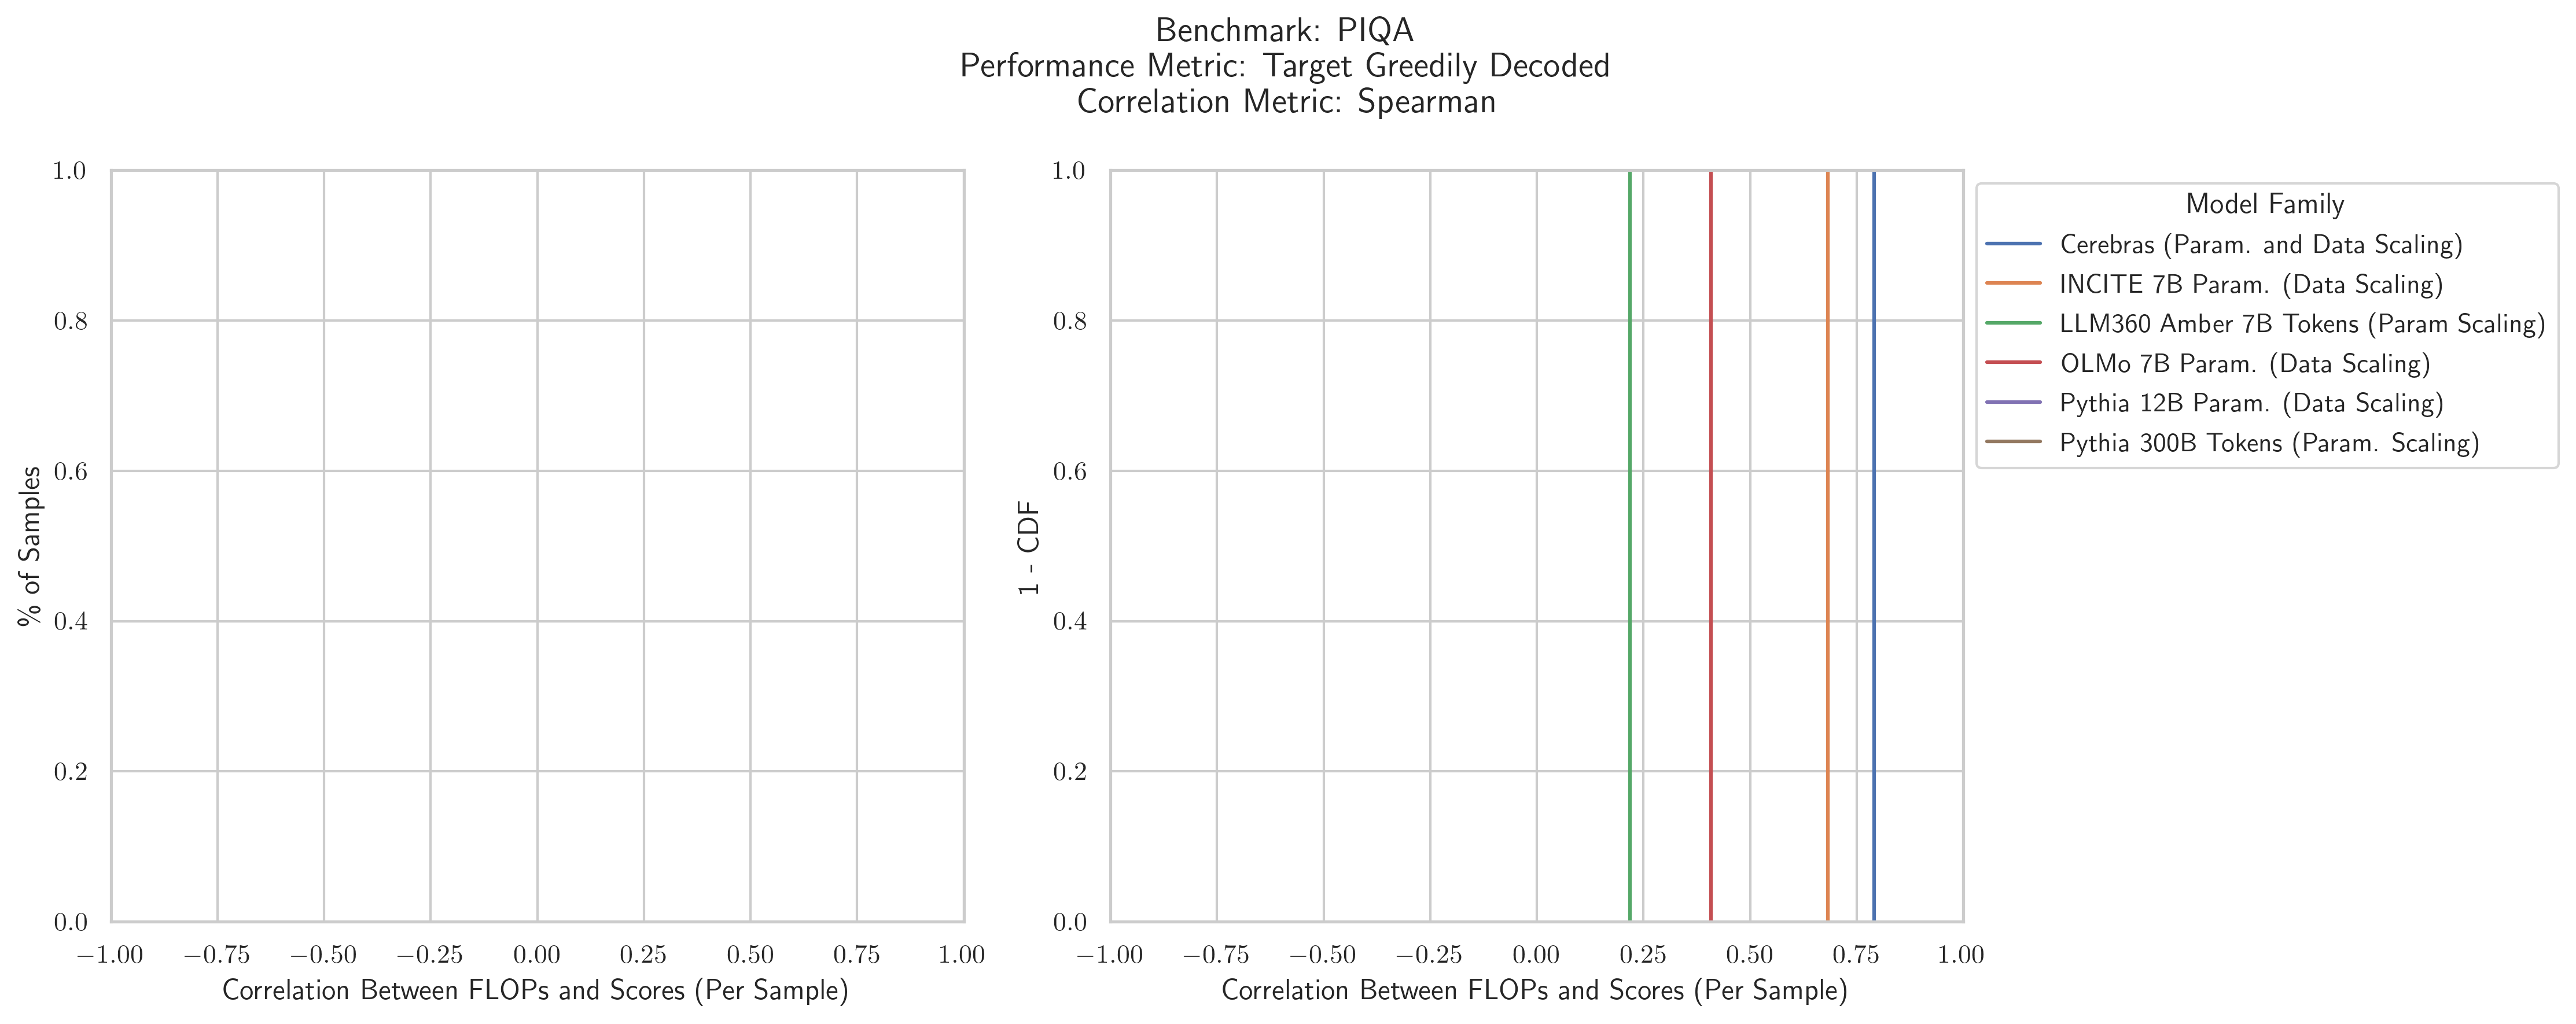 Benchmark: PIQA
Performance Metric: Target Greedily Decoded
Correlation Metric: Spearman
1.0
0.8
0.6
0.4
0.2
0.0
% of Samples
−1.00 −0.75 −0.50 −0.25 0.00 0.25 0.50 0.75 1.00
Correlation Between FLOPs and Scores (Per Sample)
1.0
0.8
0.6
0.4
0.2
0.0
1 - CDF
−1.00 −0.75 −0.50 −0.25 0.00 0.25 0.50 0.75 1.00
Correlation Between FLOPs and Scores (Per Sample)
Model Family
Cerebras (Param. and Data Scaling)
INCITE 7B Param. (Data Scaling)
LLM360 Amber 7B Tokens (Param Scaling)
OLMo 7B Param. (Data Scaling)
Pythia 12B Param. (Data Scaling)
Pythia 300B Tokens (Param. Scaling)